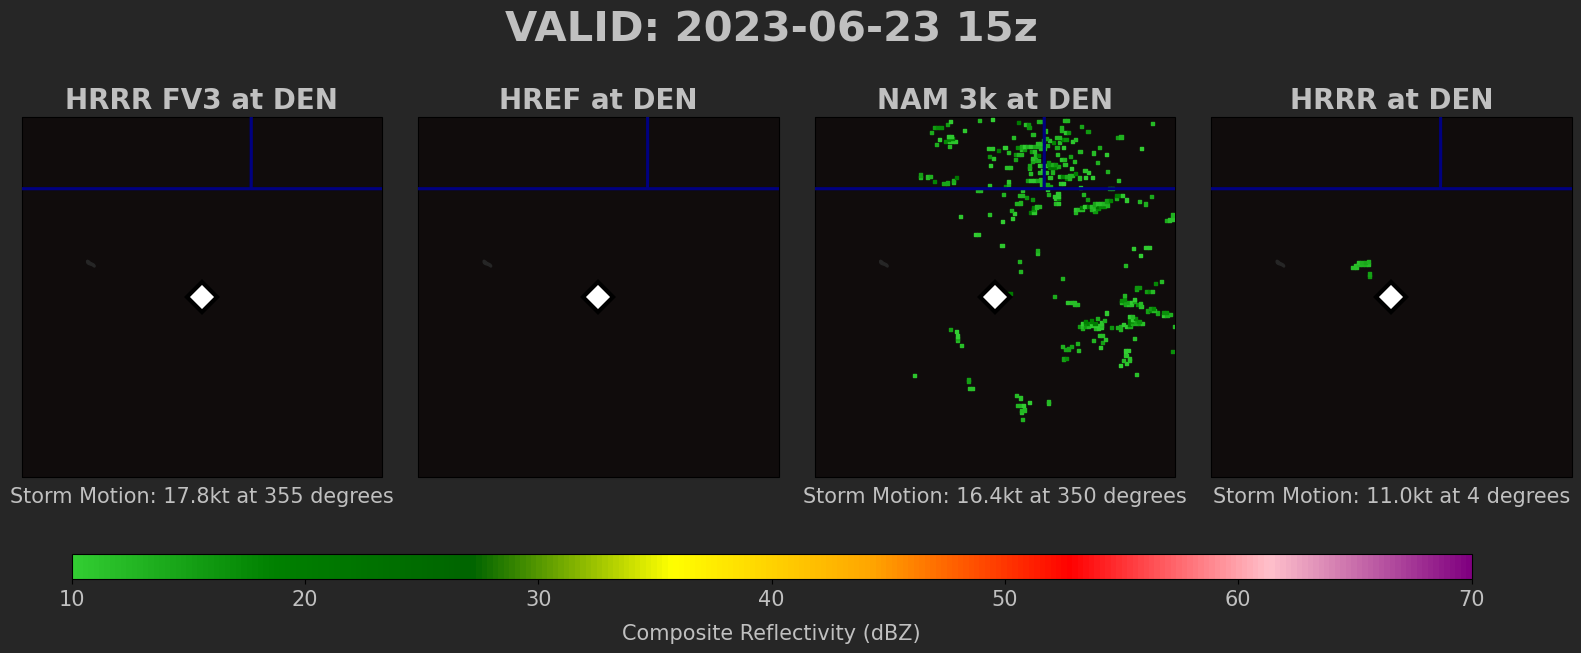 VALID: 2023-06-23 15z
HRRR FV3 at DEN
HREF at DEN
NAM 3k at DEN
HRRR at DEN
Storm Motion: 17.8kt at 355 degrees
Storm Motion: 16.4kt at 350 degrees
Storm Motion: 11.0kt at 4 degrees
10 20 30 40 50 60 70
Composite Reflectivity (dBZ)